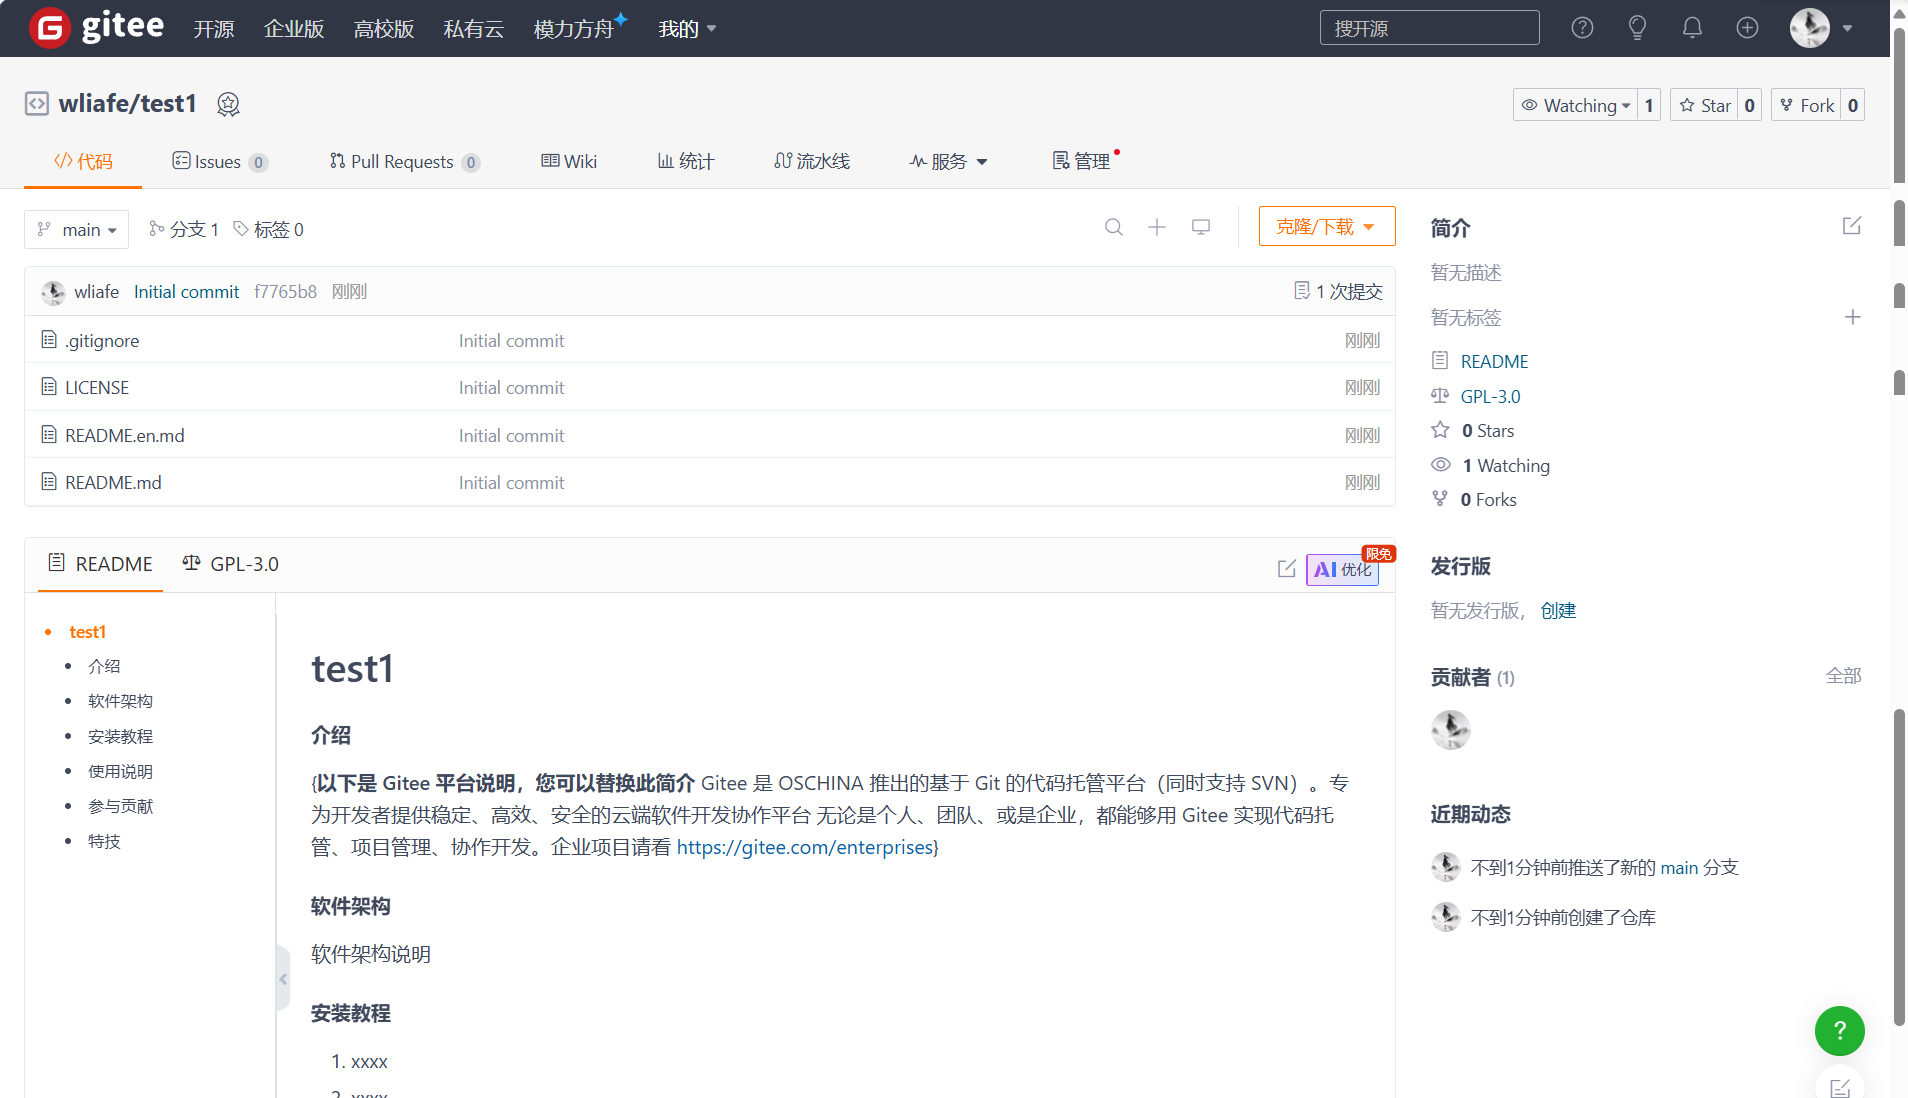 gitee 开源 企业版 高校版 私有云 模力方舟 我的 搜开源
wliafe/test1 Watching 1 Star 0 Fork 0
代码 Issues 0 Pull Requests 0 Wiki 统计 流水线 服务 管理
main 分支 1 标签 0 克隆/下载
wliafe Initial commit f7765b8 刚刚 1 次提交
.gitignore Initial commit 刚刚
LICENSE Initial commit 刚刚
README.en.md Initial commit 刚刚
README.md Initial commit 刚刚
README GPL-3.0 AI 优化 限免
test1
介绍
软件架构
安装教程
使用说明
参与贡献
特技
test1
介绍
{以下是 Gitee 平台说明，您可以替换此简介 Gitee 是 OSCHINA 推出的基于 Git 的代码托管平台（同时支持 SVN）。专
为开发者提供稳定、高效、安全的云端软件开发协作平台 无论是个人、团队、或是企业，都能够用 Gitee 实现代码托
管、项目管理、协作开发。企业项目请看 https://gitee.com/enterprises}
软件架构
软件架构说明
安装教程
1. xxxx
2. xxxx
简介
暂无描述
暂无标签
README
GPL-3.0
0 Stars
1 Watching
0 Forks
发行版
暂无发行版， 创建
贡献者 (1) 全部
近期动态
不到1分钟前推送了新的 main 分支
不到1分钟前创建了仓库